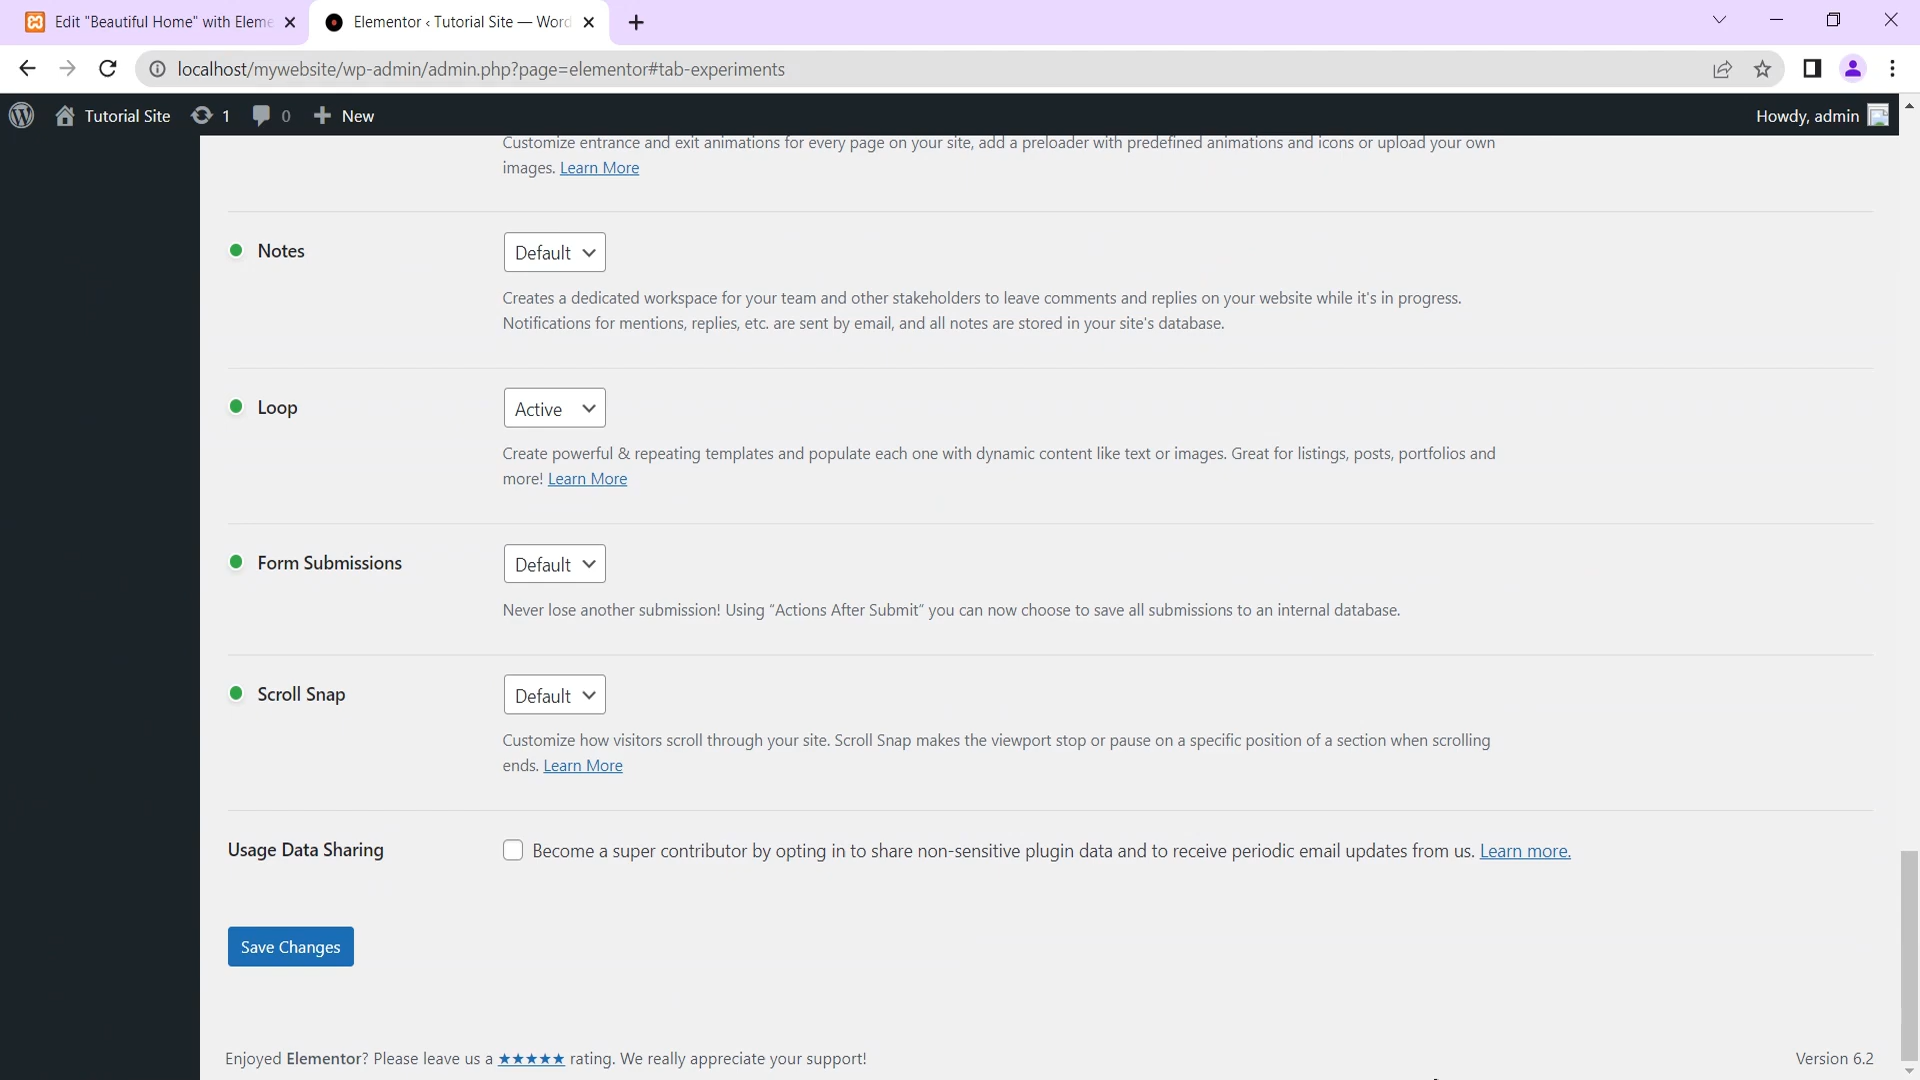 Edit "Beautiful Home" with Eleme
Elementor ‹ Tutorial Site — Word
localhost/mywebsite/wp-admin/admin.php?page=elementor#tab-experiments
Tutorial Site 1 0 New Howdy, admin
Customize entrance and exit animations for every page on your site, add a preloader with predefined animations and icons or upload your own
images. Learn More
Notes Default
Creates a dedicated workspace for your team and other stakeholders to leave comments and replies on your website while it's in progress.
Notifications for mentions, replies, etc. are sent by email, and all notes are stored in your site's database.
Loop Active
Create powerful & repeating templates and populate each one with dynamic content like text or images. Great for listings, posts, portfolios and
more! Learn More
Form Submissions Default
Never lose another submission! Using “Actions After Submit” you can now choose to save all submissions to an internal database.
Scroll Snap Default
Customize how visitors scroll through your site. Scroll Snap makes the viewport stop or pause on a specific position of a section when scrolling
ends. Learn More
Usage Data Sharing Become a super contributor by opting in to share non-sensitive plugin data and to receive periodic email updates from us. Learn more.
Save Changes
Enjoyed Elementor? Please leave us a ★★★★★ rating. We really appreciate your support! Version 6.2